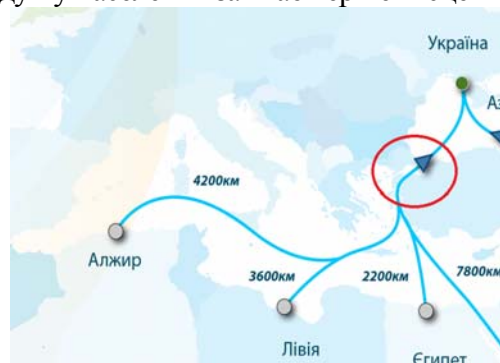 Україна
4200км
Алжир
3600км
2200км
7800км
Лівія
Єгипет